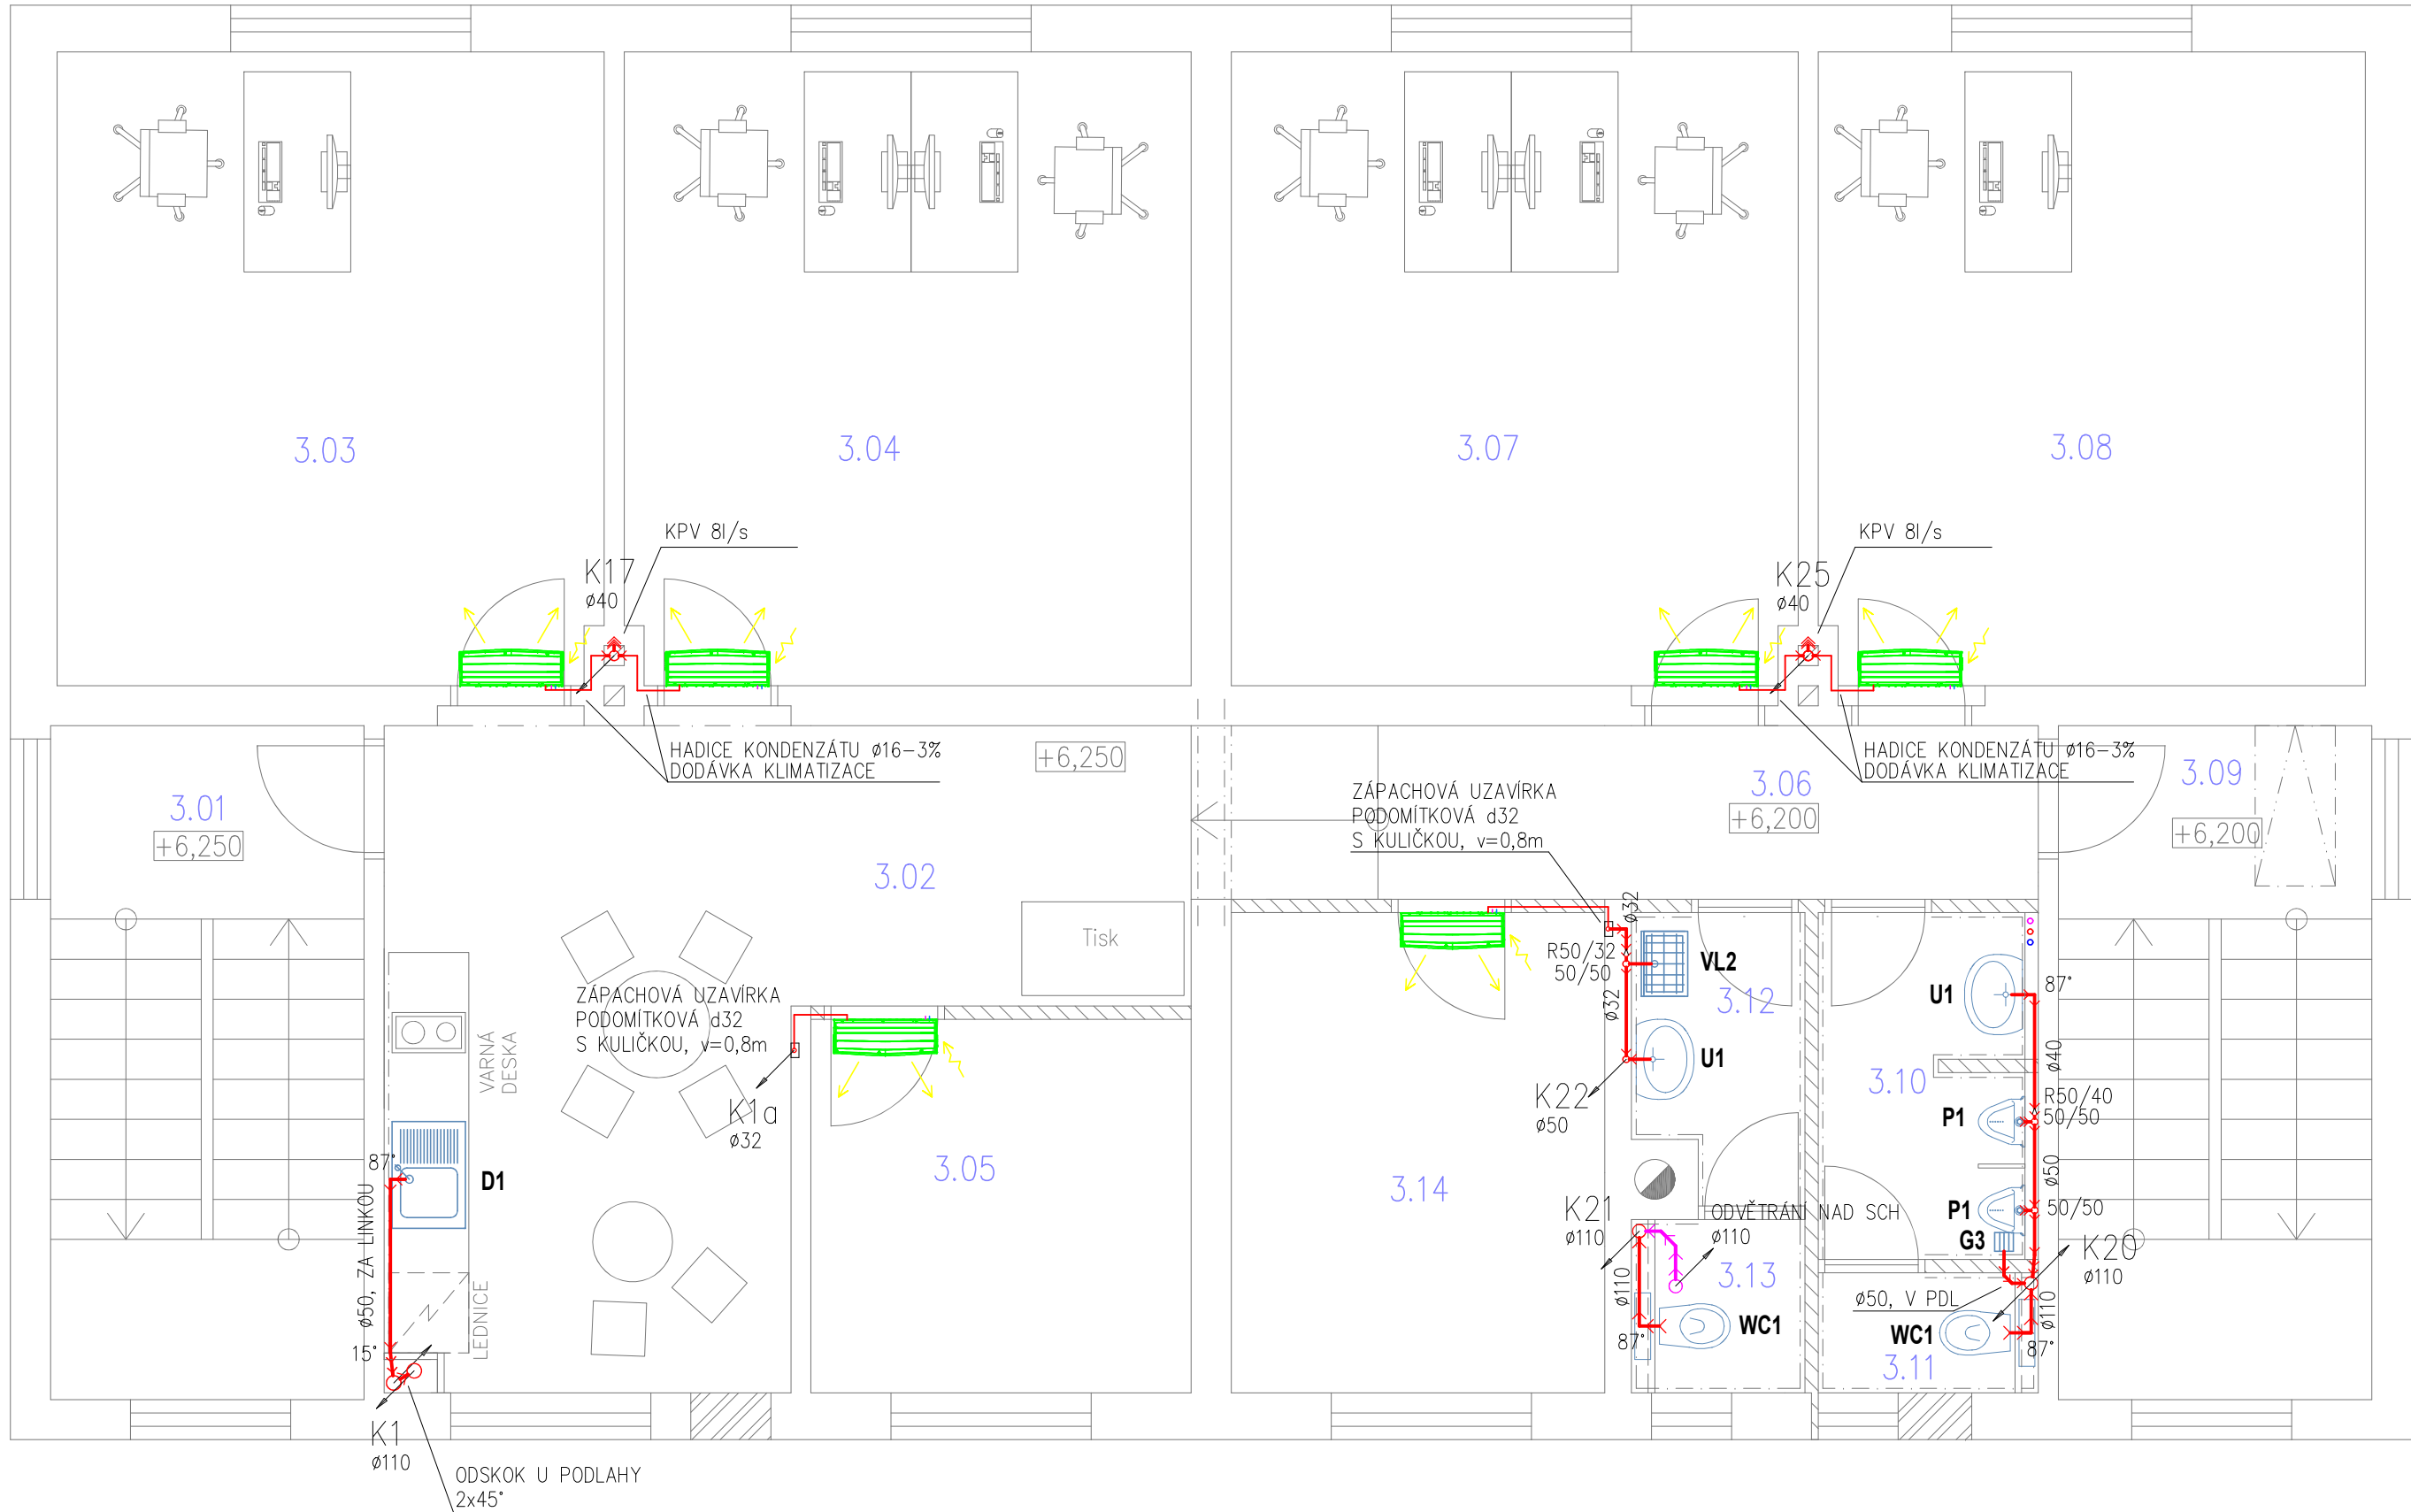 3.03
3.04
3.07
3.08
KPV 8l/s
K17
ø40
KPV 8l/s
K25
ø40
HADICE KONDENZÁTU ø16-3%
DODÁVKA KLIMATIZACE
+6,250
HADICE KONDENZÁTU ø16-3%
DODÁVKA KLIMATIZACE
3.01
+6,250
3.02
3.06
+6,200
3.09
+6,200
ZÁPACHOVÁ UZAVÍRKA
PODOMÍTKOVÁ d32
S KULIČKOU, v=0,8m
Tisk
ø32
R50/32
50/50
VL2
3.12
ø32
U1
K22
ø50
U1
87°
ø40
3.10
R50/40
50/50
P1
ø50
P1
50/50
G3
K20
ø110
ZÁPACHOVÁ UZAVÍRKA
PODOMÍTKOVÁ d32
S KULIČKOU, v=0,8m
VARNÁ
DESKA
K1a
ø32
3.05
3.14
87°
D1
ø50, ZA LINKOU
LEDNICE
15°
K21
ø110
ODVĚTRÁNÍ NAD SCH
ø110
3.13
ø110
WC1
87°
ø50, V PDL
ø110
WC1
87°
3.11
K1
ø110
ODSKOK U PODLAHY
2x45°